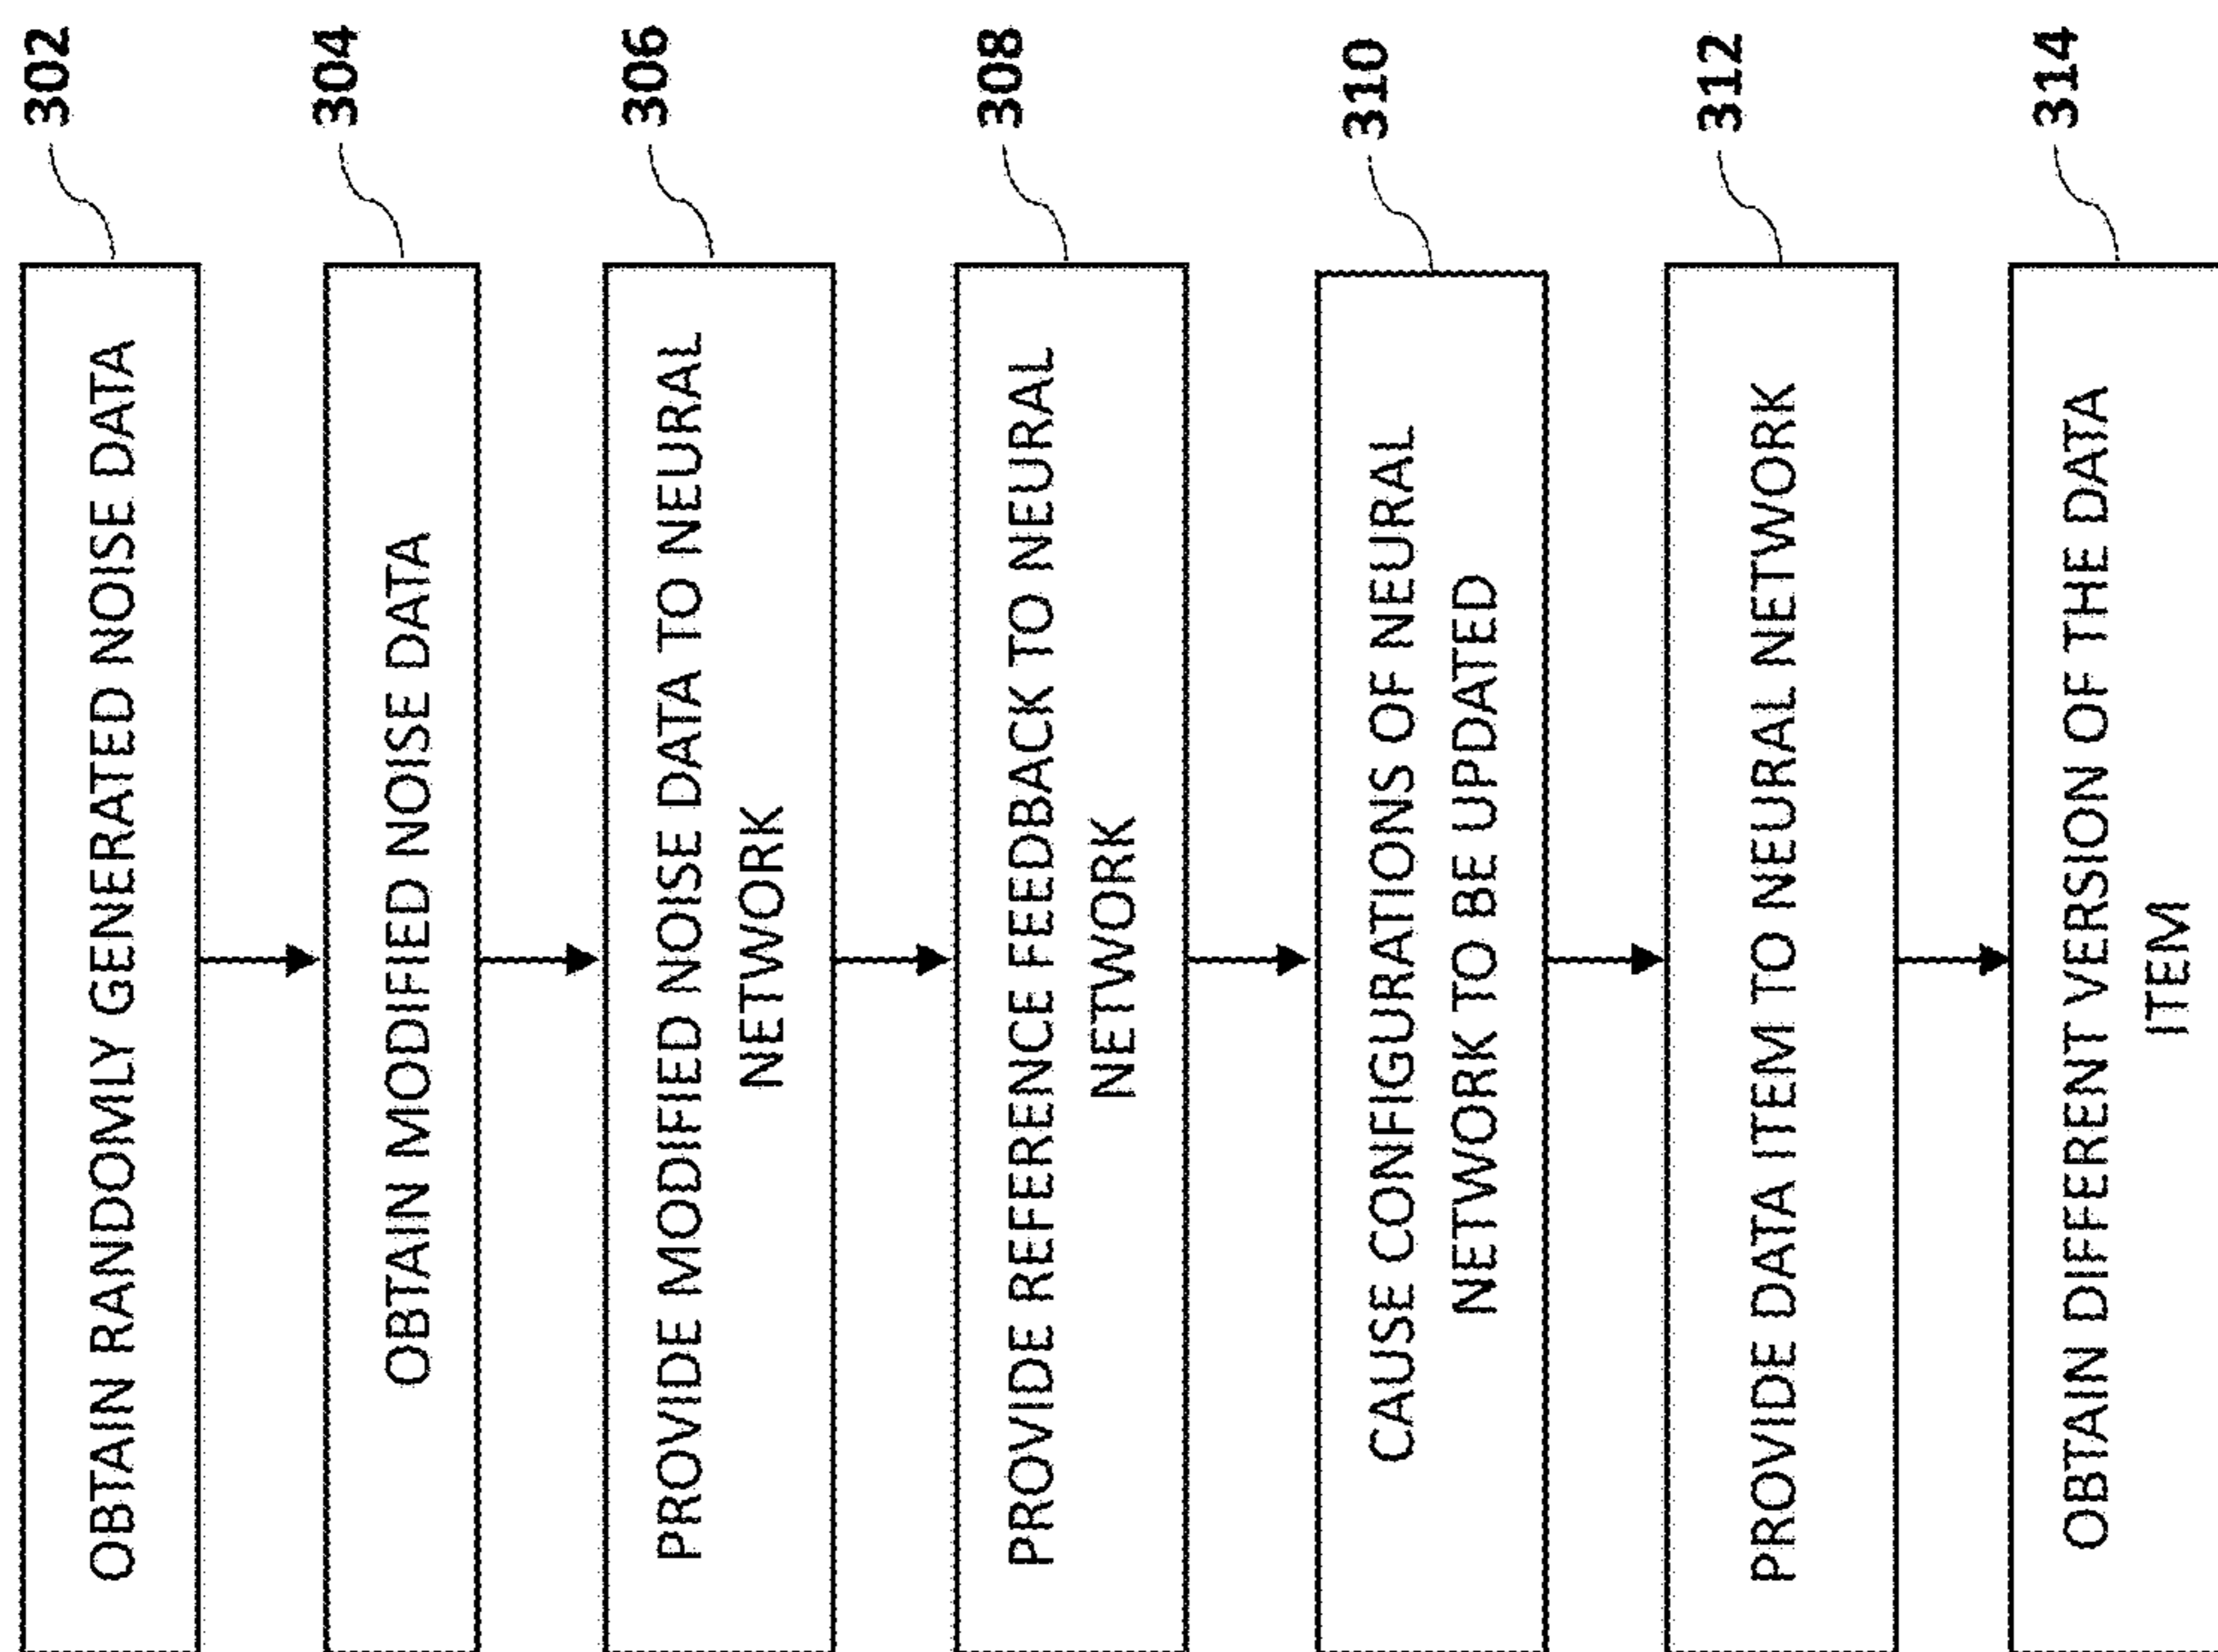 302
OBTAIN RANDOMLY GENERATED NOISE DATA
304
OBTAIN MODIFIED NOISE DATA
306
PROVIDE MODIFIED NOISE DATA TO NEURAL
NETWORK
308
PROVIDE REFERENCE FEEDBACK TO NEURAL
NETWORK
310
CAUSE CONFIGURATIONS OF NEURAL
NETWORK TO BE UPDATED
312
PROVIDE DATA ITEM TO NEURAL NETWORK
314
OBTAIN DIFFERENT VERSION OF THE DATA
ITEM